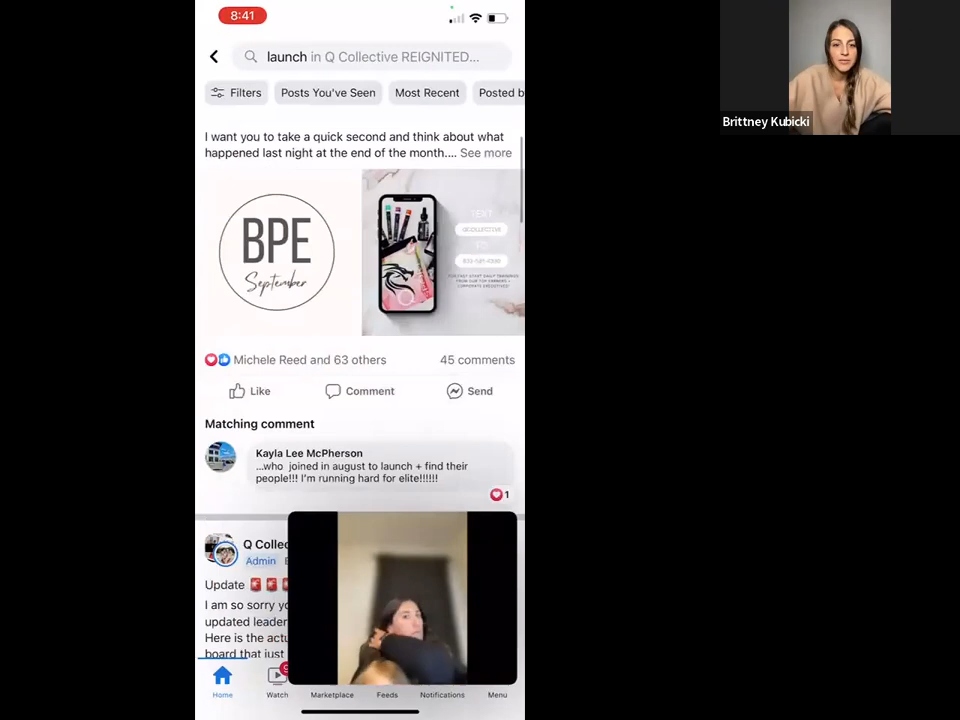 8:41
launch in Q Collective REIGNITED...
Filters
Posts You've Seen
Most Recent
Posted b
I want you to take a quick second and think about what
happened last night at the end of the month.... See more
BPE
September
TEXT
QCOLLECTIVE
TO
Michele Reed and 63 others
45 comments
Like
Comment
Send
Matching comment
Kayla Lee McPherson
...who joined in august to launch + find their
people!!! I'm running hard for elite!!!!!!
1
Q Collec
Admin
Update
I am so sorry yo
updated leader
Here is the actu
board that just
Home
Watch
Marketplace
Feeds
Notifications
Menu
Brittney Kubicki